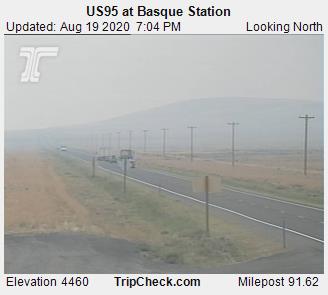 US95 at Basque Station
Updated: Aug 19 2020 7:04 PM Looking North
Elevation 4460 TripCheck.com Milepost 91.62